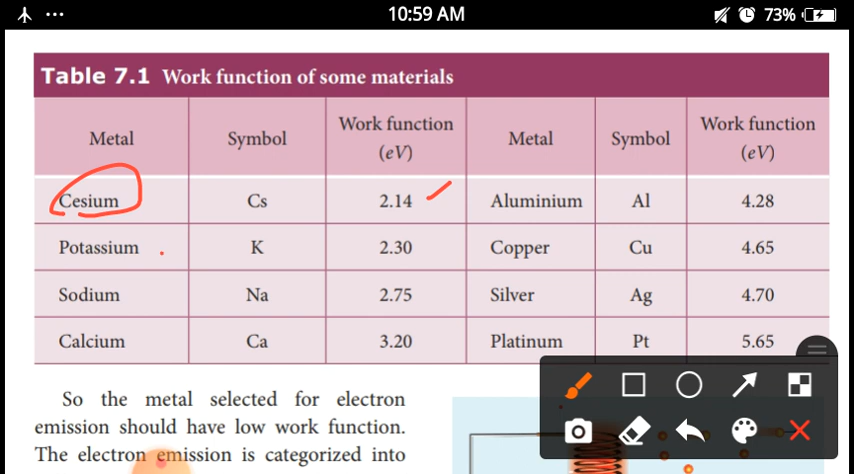 10:59 AM
73%
Table 7.1 Work function of some materials
Metal Symbol Work function (eV) Metal Symbol Work function (eV)
Cesium Cs 2.14 Aluminium Al 4.28
Potassium K 2.30 Copper Cu 4.65
Sodium Na 2.75 Silver Ag 4.70
Calcium Ca 3.20 Platinum Pt 5.65
So the metal selected for electron
emission should have low work function.
The electron emission is categorized into